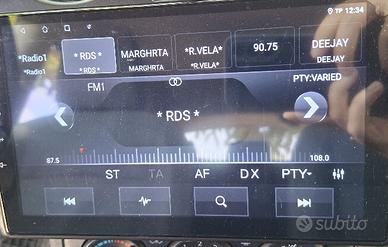 TP 12:34
*Radio1
*Radio1
* RDS *
* RDS *
MARGHRTA
MARGHRTA
*R.VELA*
*R.VELA*
90.75
DEEJAY
DEEJAY
FM1
PTY:VARIED
* RDS *
87.5
108.0
ST TA AF DX PTY
subito